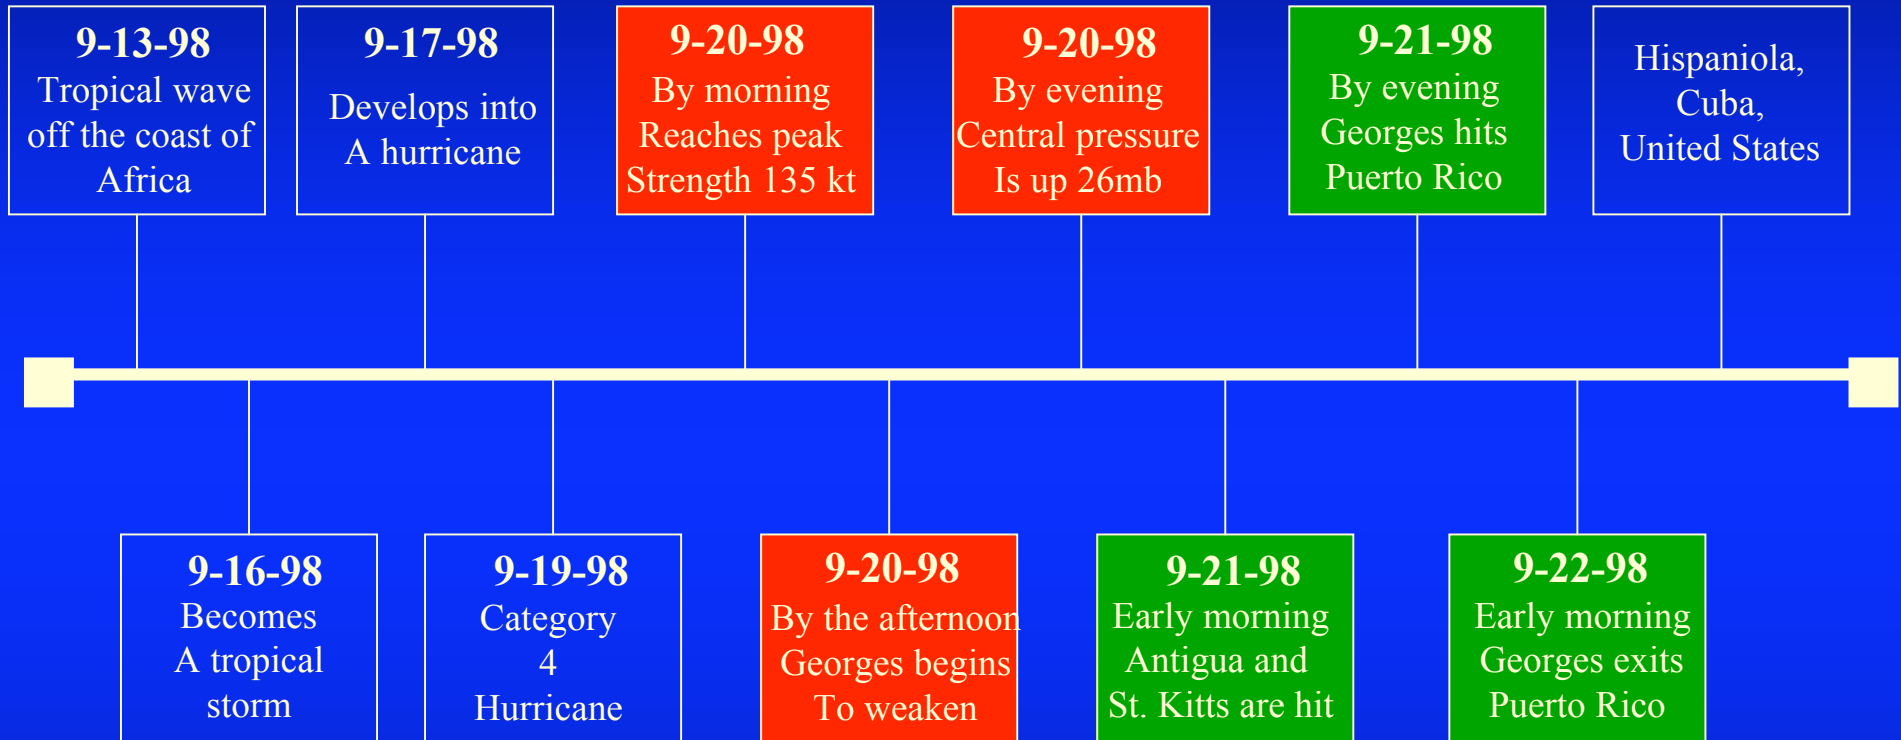 9-13-98
Tropical wave
off the coast of
Africa
9-17-98
Develops into
A hurricane
9-20-98
By morning
Reaches peak
Strength 135 kt
9-20-98
By evening
Central pressure
Is up 26mb
9-21-98
By evening
Georges hits
Puerto Rico
Hispaniola,
Cuba,
United States
9-16-98
Becomes
A tropical
storm
9-19-98
Category
4
Hurricane
9-20-98
By the afternoon
Georges begins
To weaken
9-21-98
Early morning
Antigua and
St. Kitts are hit
9-22-98
Early morning
Georges exits
Puerto Rico